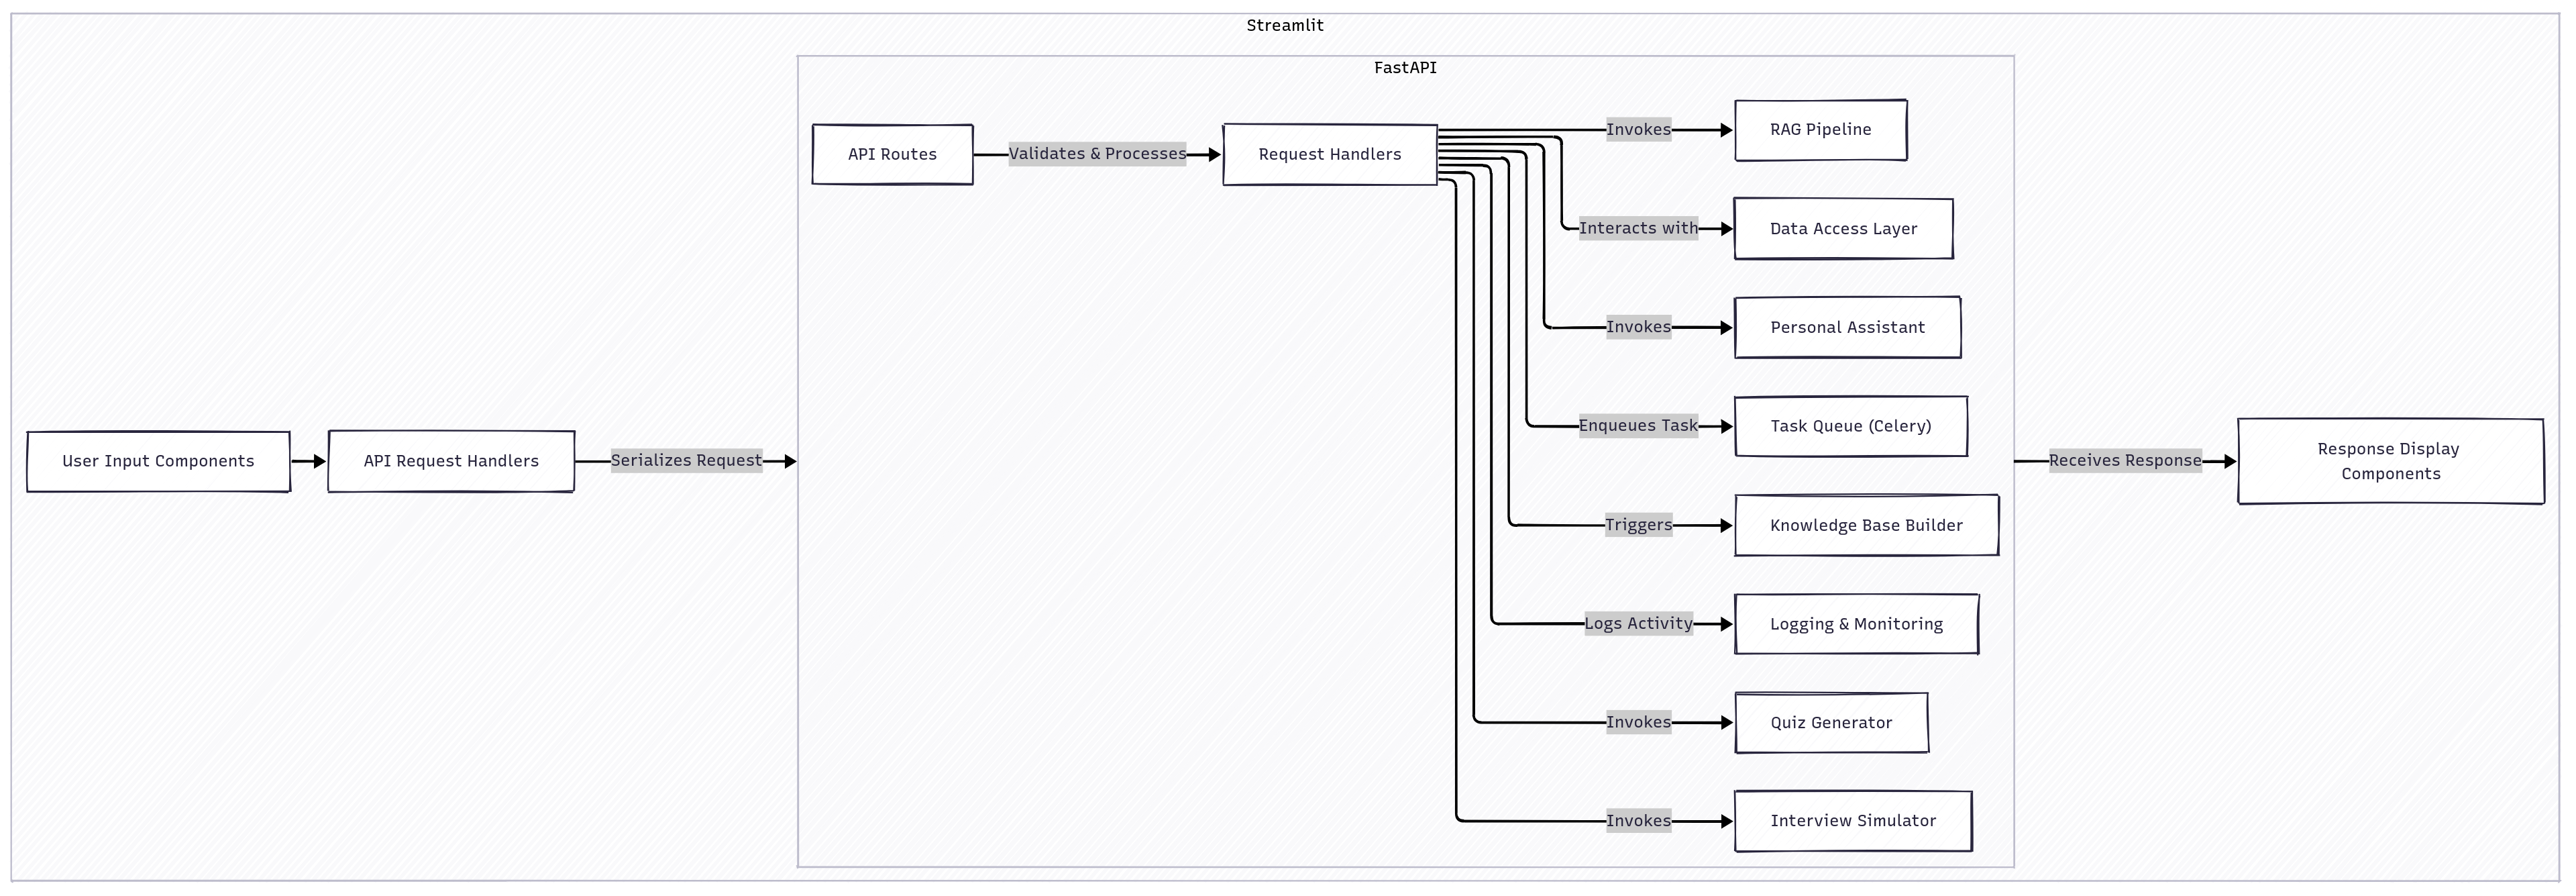 Streamlit
FastAPI
API Routes
Validates & Processes
Request Handlers
Invokes
RAG Pipeline
Interacts with
Data Access Layer
Invokes
Personal Assistant
Enqueues Task
Task Queue (Celery)
User Input Components
API Request Handlers
Serializes Request
Receives Response
Response Display
Components
Triggers
Knowledge Base Builder
Logs Activity
Logging & Monitoring
Invokes
Quiz Generator
Invokes
Interview Simulator